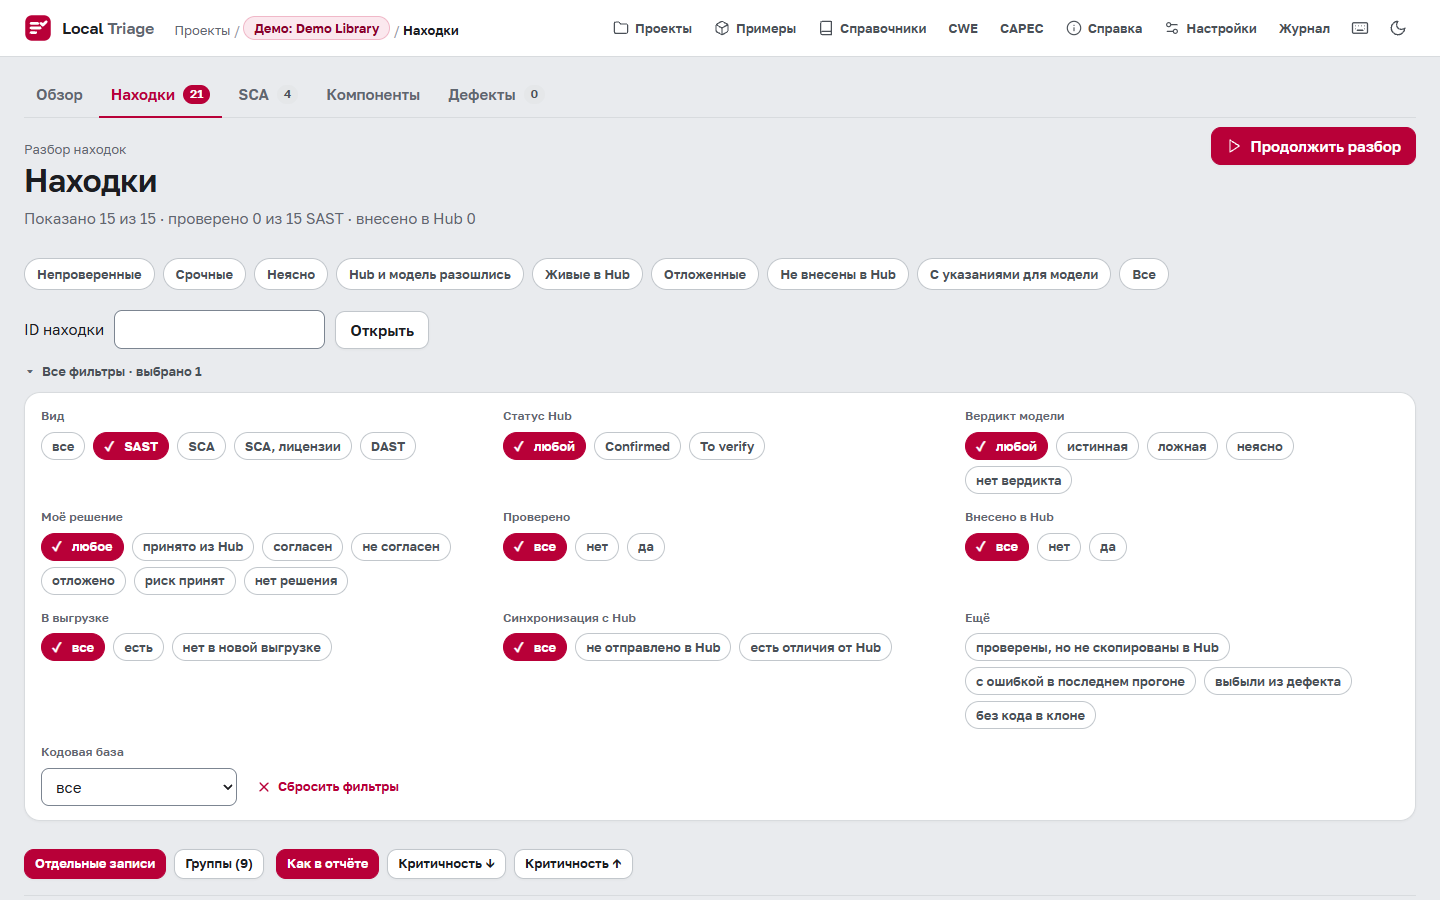 Local Triage
Проекты / Демо: Demo Library / Находки
Проекты Примеры Справочники CWE CAPEC Справка Настройки Журнал
Обзор Находки 21 SCA 4 Компоненты Дефекты 0
Разбор находок
Продолжить разбор
Находки
Показано 15 из 15 · проверено 0 из 15 SAST · внесено в Hub 0
Непроверенные Срочные Неясно Hub и модель разошлись Живые в Hub Отложенные Не внесены в Hub С указаниями для модели Все
ID находки Открыть
Все фильтры · выбрано 1
Вид
все ✓ SAST SCA SCA, лицензии DAST
Статус Hub
✓ любой Confirmed To verify
Вердикт модели
✓ любой истинная ложная неясно
нет вердикта
Моё решение
✓ любое принято из Hub согласен не согласен
отложено риск принят нет решения
Проверено
✓ все нет да
Внесено в Hub
✓ все нет да
В выгрузке
✓ все есть нет в новой выгрузке
Синхронизация с Hub
✓ все не отправлено в Hub есть отличия от Hub
Ещё
проверены, но не скопированы в Hub
с ошибкой в последнем прогоне выбыли из дефекта
без кода в клоне
Кодовая база
все Сбросить фильтры
Отдельные записи Группы (9) Как в отчёте Критичность ↓ Критичность ↑